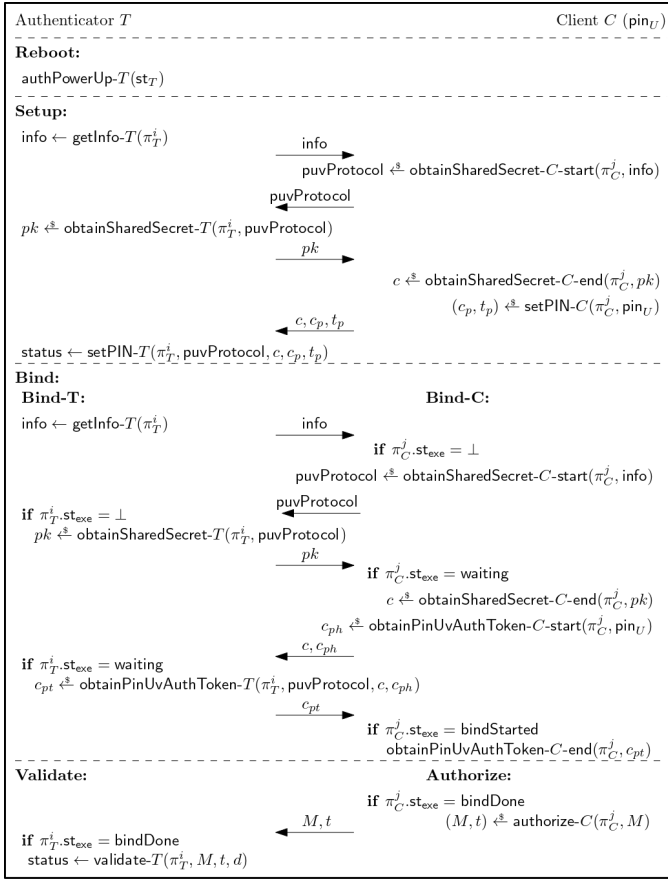 Authenticator T Client C (pin_U)
Reboot:
authPowerUp-T(st_T)
Setup:
info ← getInfo-T(π_T^i)
info
puvProtocol ←$ obtainSharedSecret-C-start(π_C^j, info)
puvProtocol
pk ←$ obtainSharedSecret-T(π_T^i, puvProtocol)
pk
c ←$ obtainSharedSecret-C-end(π_C^j, pk)
(c_p, t_p) ←$ setPIN-C(π_C^j, pin_U)
c, c_p, t_p
status ← setPIN-T(π_T^i, puvProtocol, c, c_p, t_p)
Bind:
Bind-T: Bind-C:
info ← getInfo-T(π_T^i)
info
if π_C^j.st_exe = ⊥
puvProtocol ←$ obtainSharedSecret-C-start(π_C^j, info)
puvProtocol
if π_T^i.st_exe = ⊥
pk ←$ obtainSharedSecret-T(π_T^i, puvProtocol)
pk
if π_C^j.st_exe = waiting
c ←$ obtainSharedSecret-C-end(π_C^j, pk)
c_ph ←$ obtainPinUvAuthToken-C-start(π_C^j, pin_U)
c, c_ph
if π_T^i.st_exe = waiting
c_pt ←$ obtainPinUvAuthToken-T(π_T^i, puvProtocol, c, c_ph)
c_pt
if π_C^j.st_exe = bindStarted
obtainPinUvAuthToken-C-end(π_C^j, c_pt)
Validate: Authorize:
if π_C^j.st_exe = bindDone
(M, t) ←$ authorize-C(π_C^j, M)
M, t
if π_T^i.st_exe = bindDone
status ← validate-T(π_T^i, M, t, d)